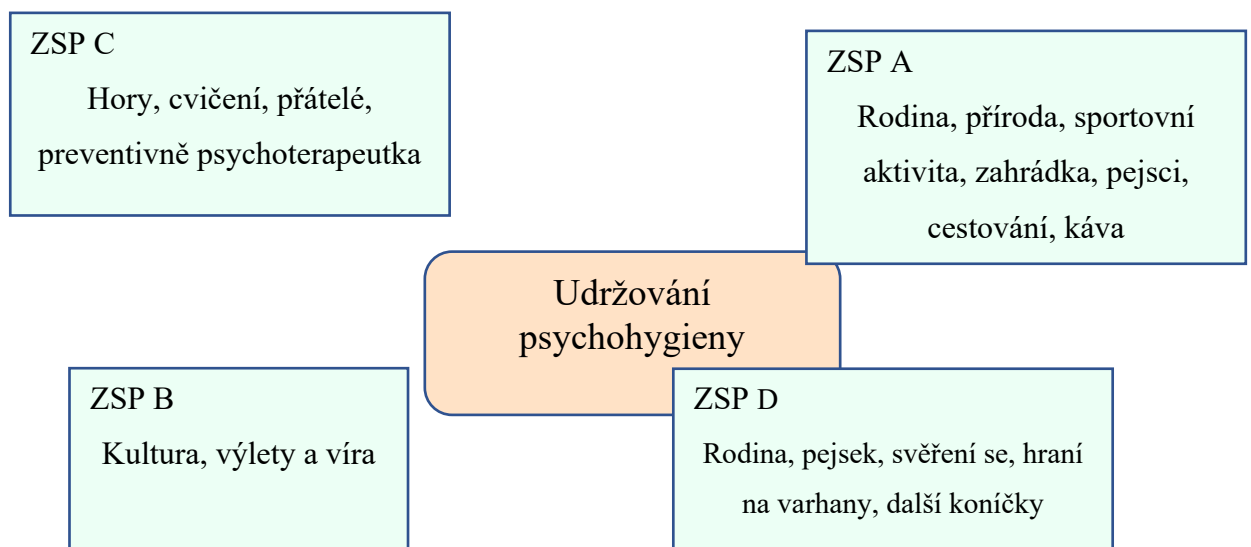 ZSP C
Hory, cvičení, přátelé,
preventivně psychoterapeutka
ZSP A
Rodina, příroda, sportovní
aktivita, zahrádka, pejsci,
cestování, káva
Udržování
psychohygieny
ZSP B
Kultura, výlety a víra
ZSP D
Rodina, pejsek, svěření se, hraní
na varhany, další koníčky